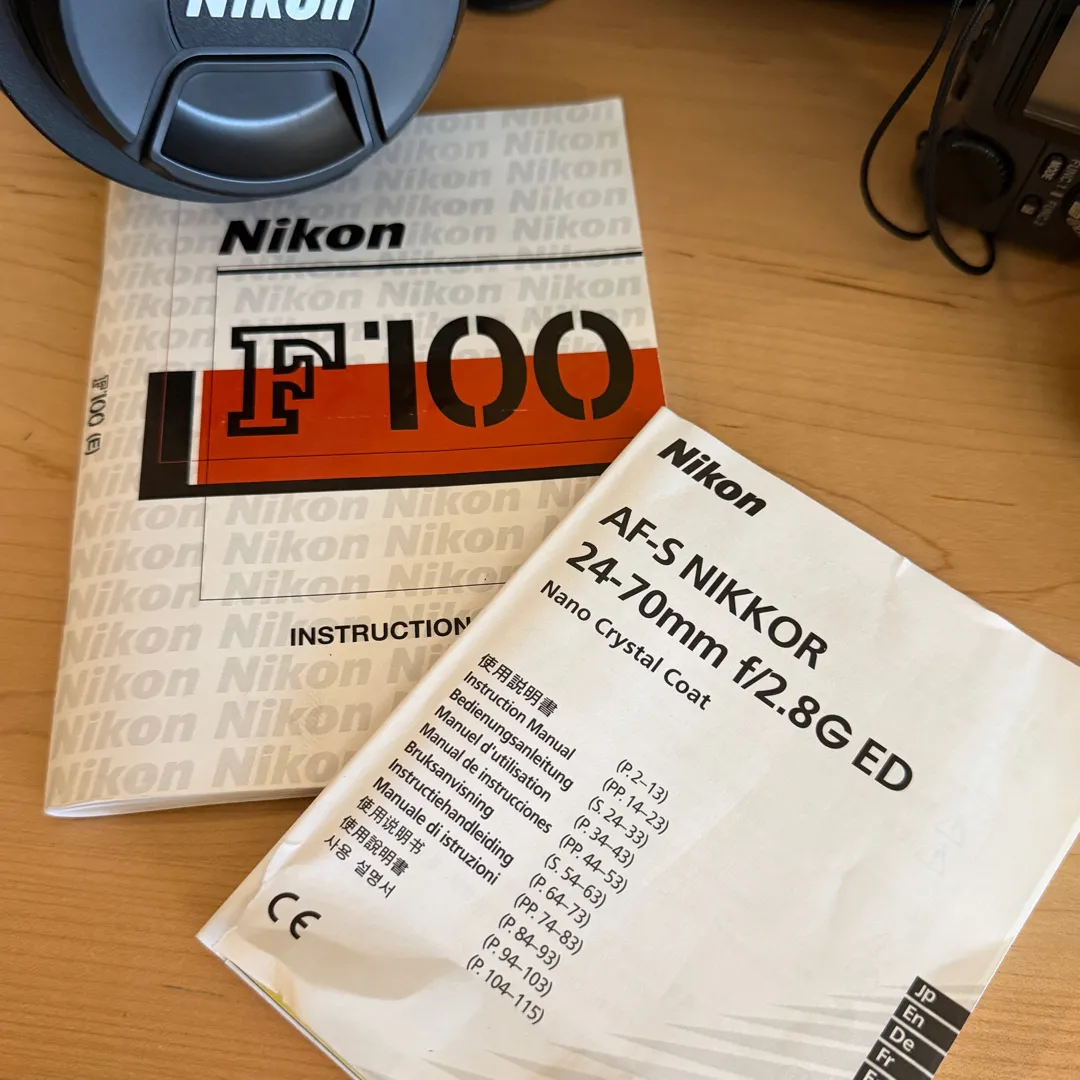 Nikon
Nikon
F100
F100 (E)
INSTRUCTION
Nikon
AF-S NIKKOR
24-70mm f/2.8G ED
Nano Crystal Coat
使用説明書 (P. 2–13)
Instruction Manual (PP. 14–23)
Bedienungsanleitung (S. 24–33)
Manuel d'utilisation (P. 34–43)
Manual de instrucciones (PP. 44–53)
Bruksanvisning (S. 54–63)
Instructiehandleiding (P. 64–73)
Manuale di istruzioni (PP. 74–83)
使用说明书 (P. 84–93)
使用說明書 (P. 94–103)
사용 설명서 (P. 104–115)
CE
Jp
En
De
Fr
MODE
FUNC